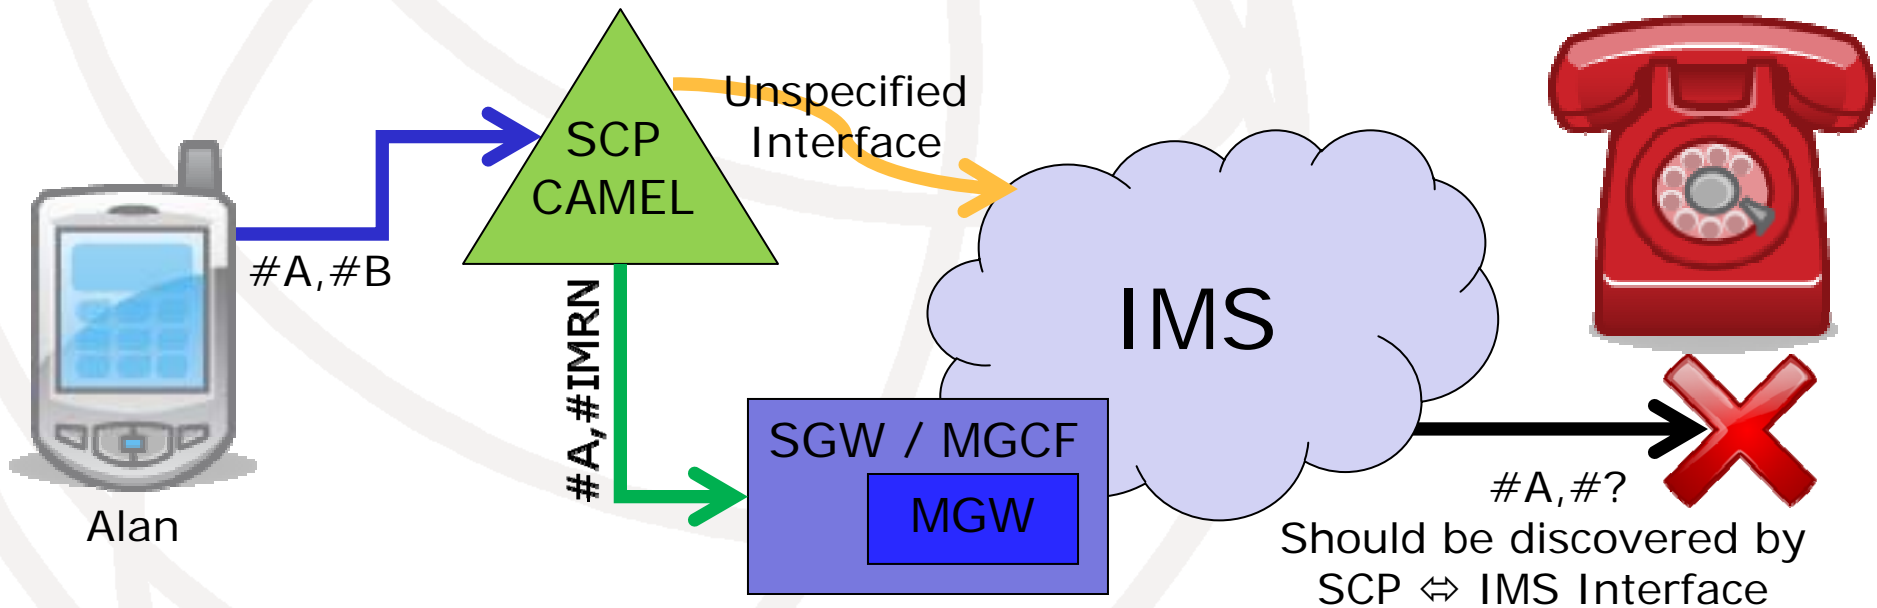 Unspecified
Interface
SCP
CAMEL
#A,#B
#A,#IMRN
IMS
SGW / MGCF
MGW
Alan
#A,#?
Should be discovered by
SCP ⇔ IMS Interface